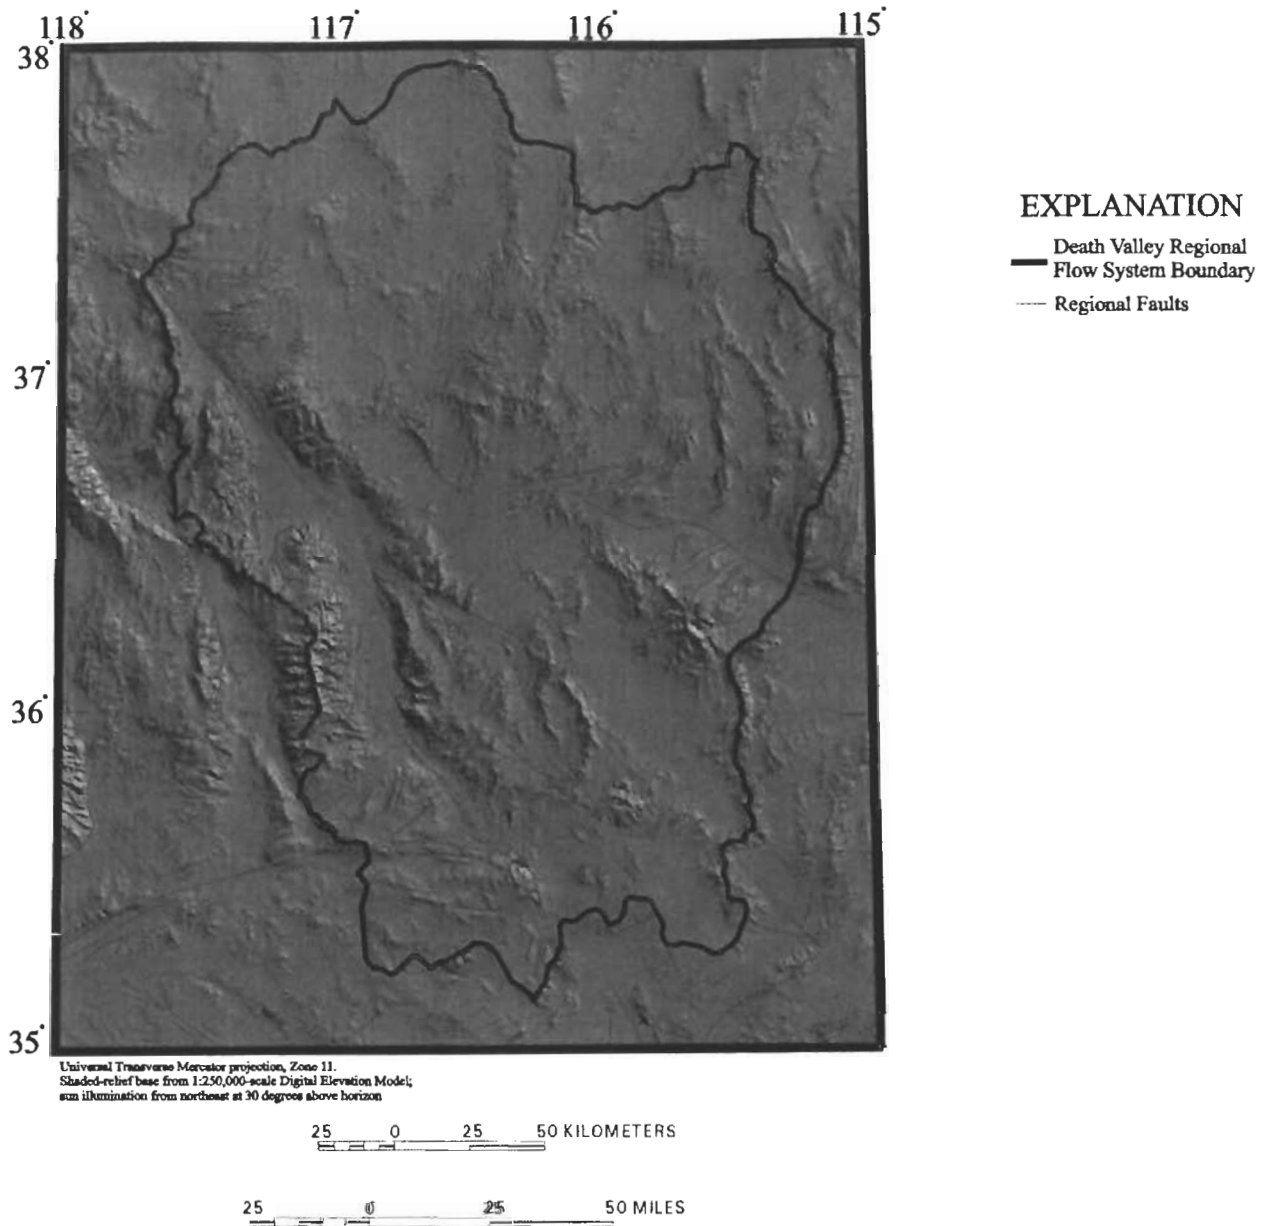 118° 117° 116° 115°
38°
37°
36°
35°
EXPLANATION
Death Valley Regional
Flow System Boundary
Regional Faults
Universal Transverse Mercator projection, Zone 11.
Shaded-relief base from 1:250,000-scale Digital Elevation Model;
sun illumination from northeast at 30 degrees above horizon
25 0 25 50 KILOMETERS
25 0 25 50 MILES